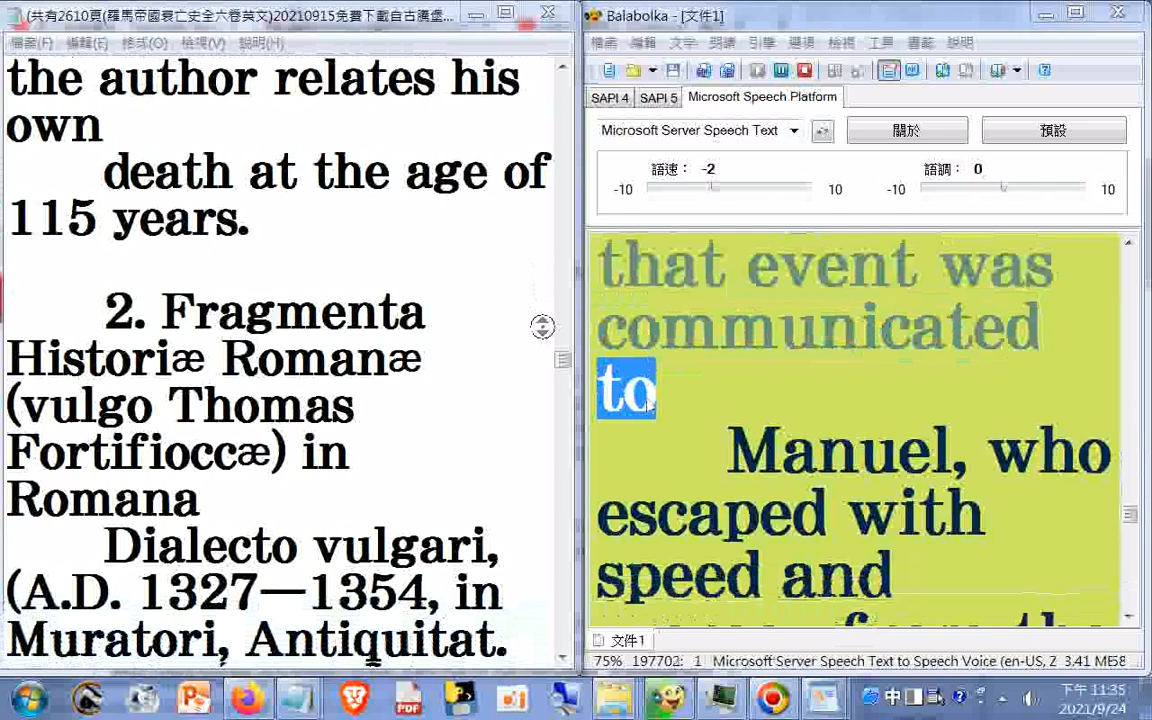 (共有2610頁(羅馬帝國衰亡史全六卷英文)20210915免費下載自古騰堡...
檔案(F) 編輯(E) 格式(O) 檢視(V) 說明(H)
the author relates his
own
death at the age of
115 years.
2. Fragmenta
Historiæ Romanæ
(vulgo Thomas
Fortifioccæ) in
Romana
Dialecto vulgari,
(A.D. 1327—1354, in
Muratori, Antiquitat.
Balabolka - [文件1]
檔案 編輯 文字 朗讀 引擎 選項 檢視 工具 書籤 說明
SAPI 4 SAPI 5 Microsoft Speech Platform
Microsoft Server Speech Text 關於 預設
語速： -2 語調： 0
-10 10 -10 10
that event was
communicated
to
Manuel, who
escaped with
speed and
文件1
75% 197702: 1 Microsoft Server Speech Text to Speech Voice (en-US, Z 3.41 MB
中
下午 11:35
2021/9/24